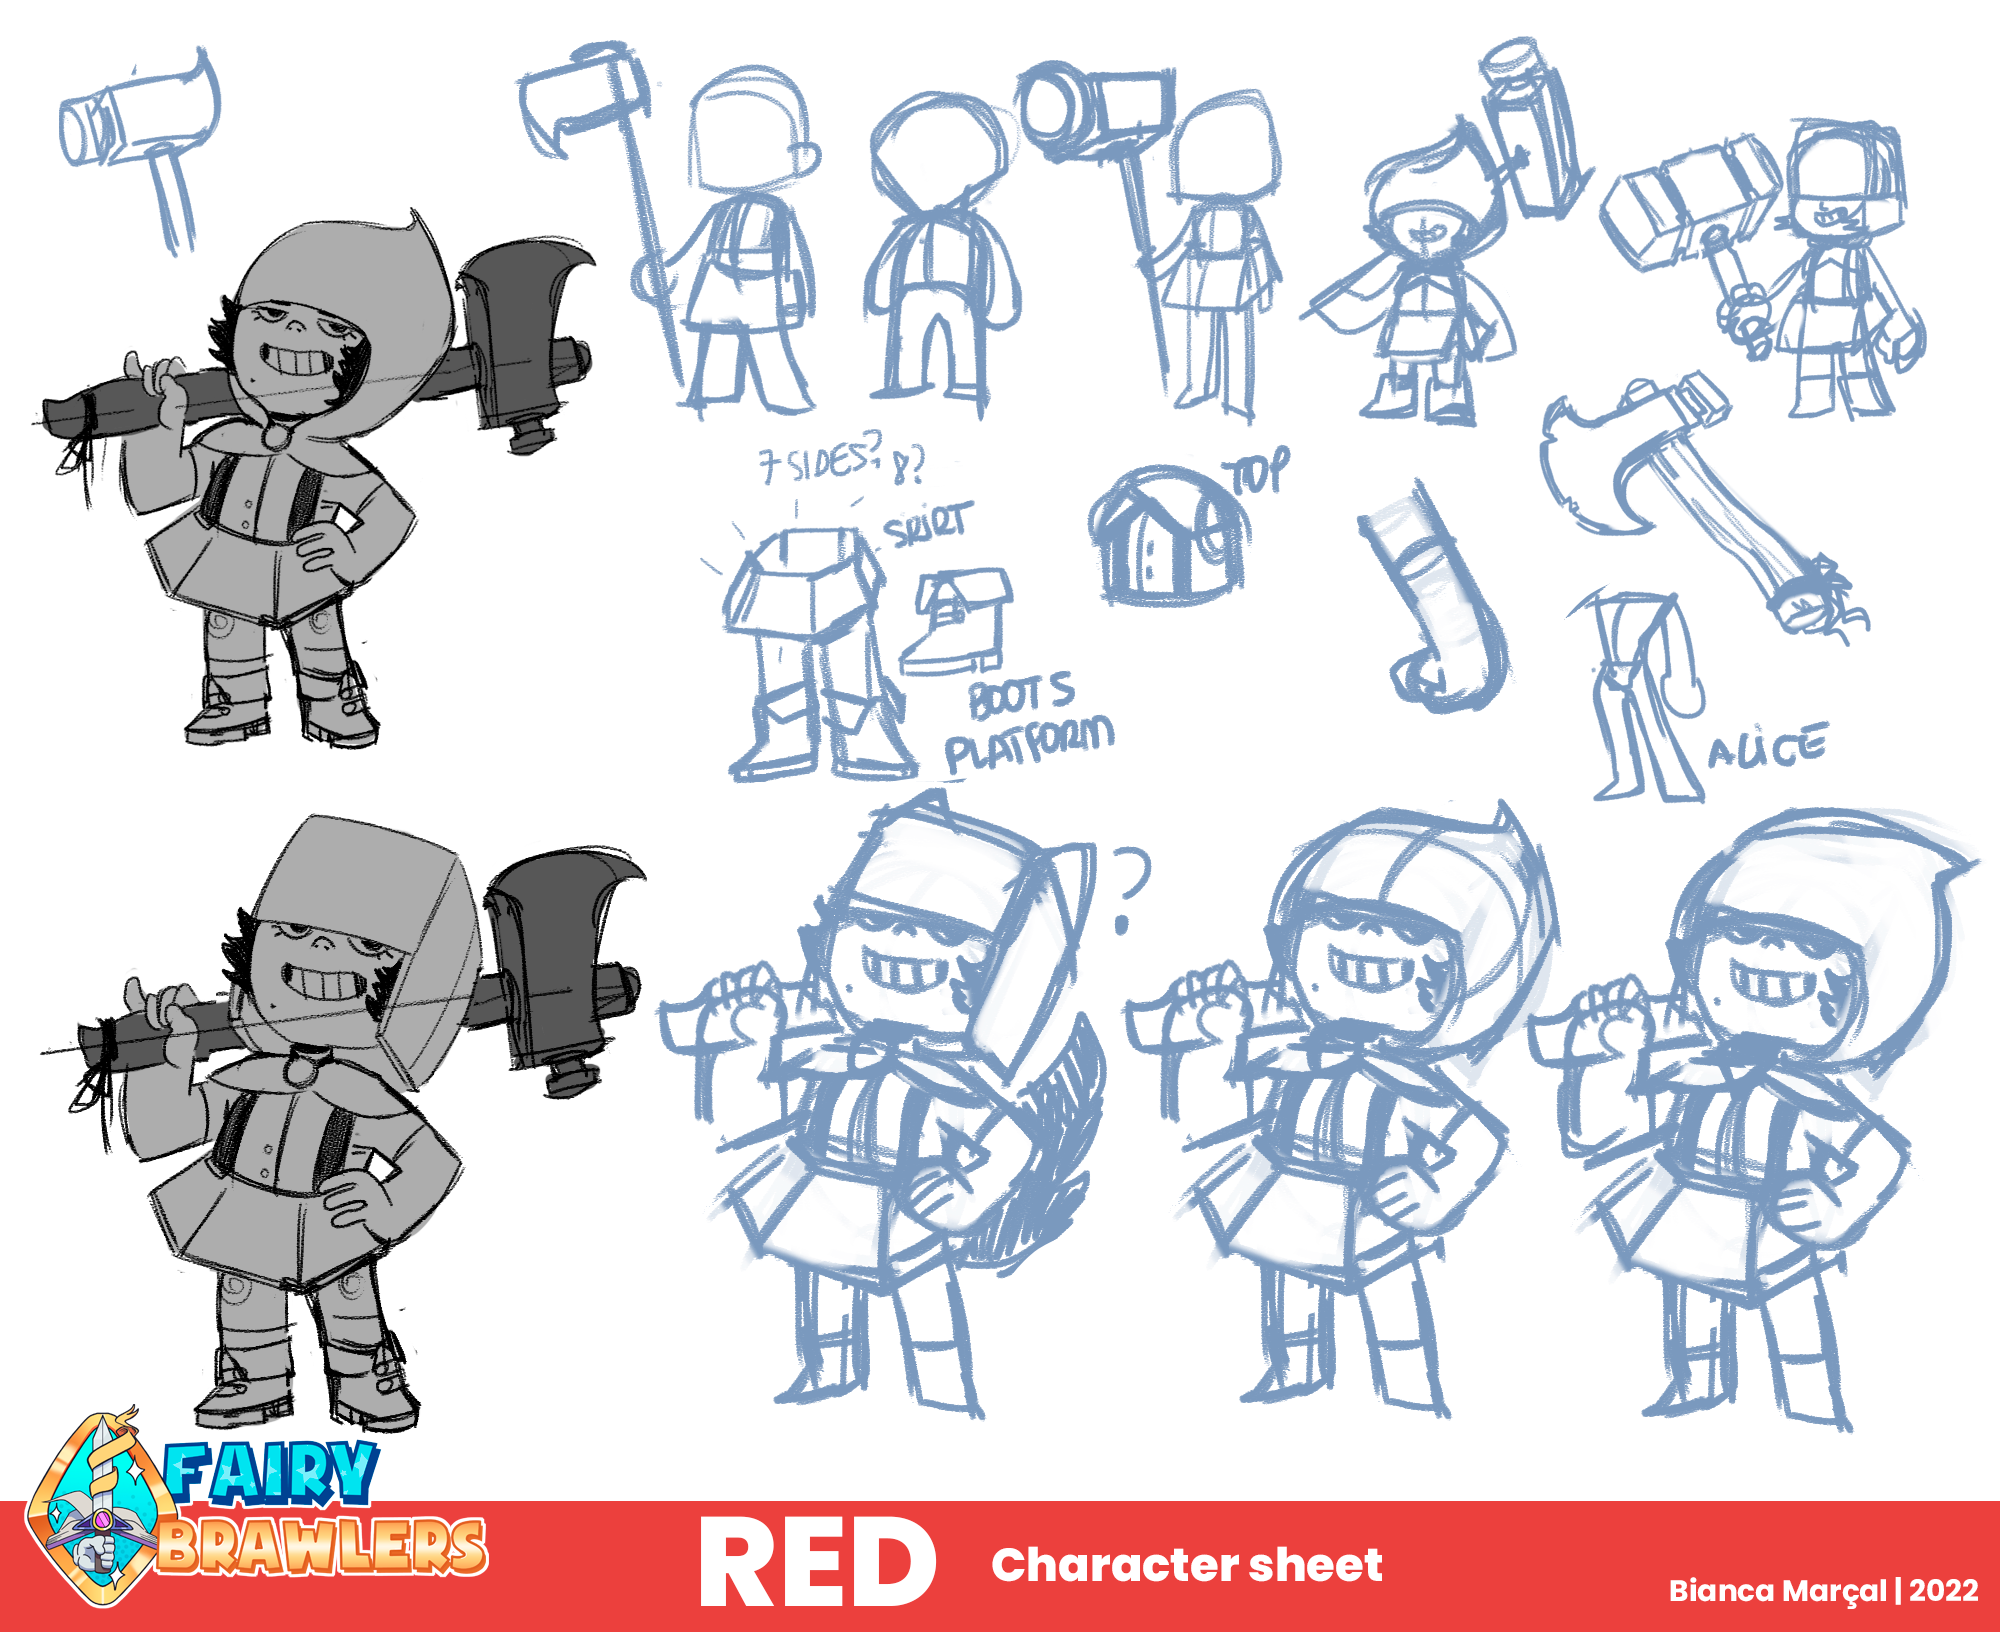 7 SIDES? 8?
SKIRT
TOP
BOOTS
PLATFORM
ALICE
?
FAIRY
BRAWLERS
RED Character sheet
Bianca Marçal | 2022